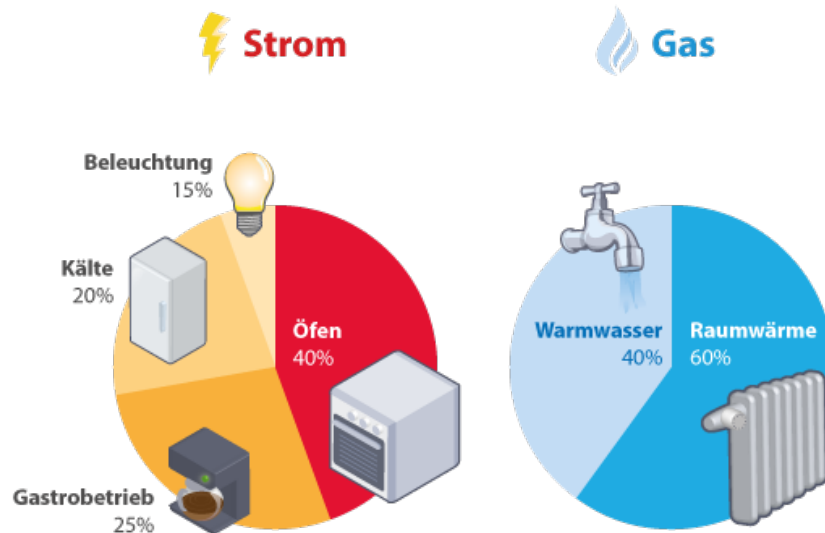 Strom
Beleuchtung
15%
Kälte
20%
Öfen
40%
Gastrobetrieb
25%
Gas
Warmwasser
40%
Raumwärme
60%